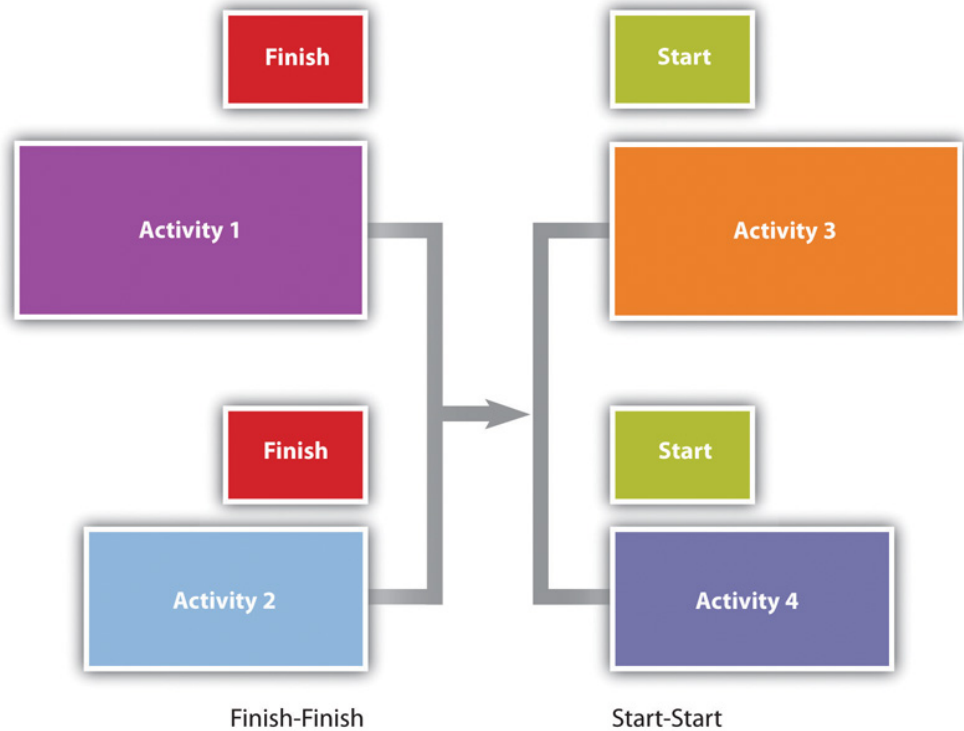 Finish
Start
Activity 1
Activity 3
Finish
Start
Activity 2
Activity 4
Finish-Finish
Start-Start